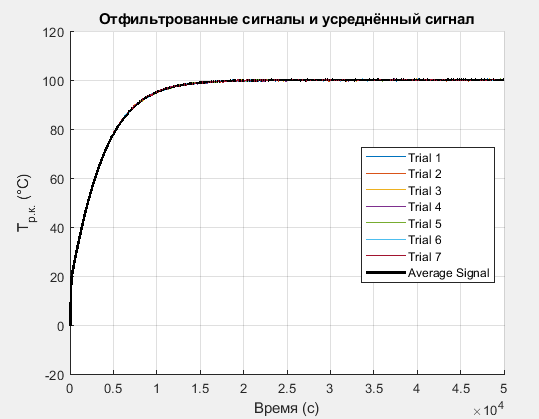 Отфильтрованные сигналы и усреднённый сигнал
120
100
80
60
40
20
0
-20
T р.к. (°C)
Trial 1
Trial 2
Trial 3
Trial 4
Trial 5
Trial 6
Trial 7
Average Signal
0 0.5 1 1.5 2 2.5 3 3.5 4 4.5 5
Время (с)
×10^4